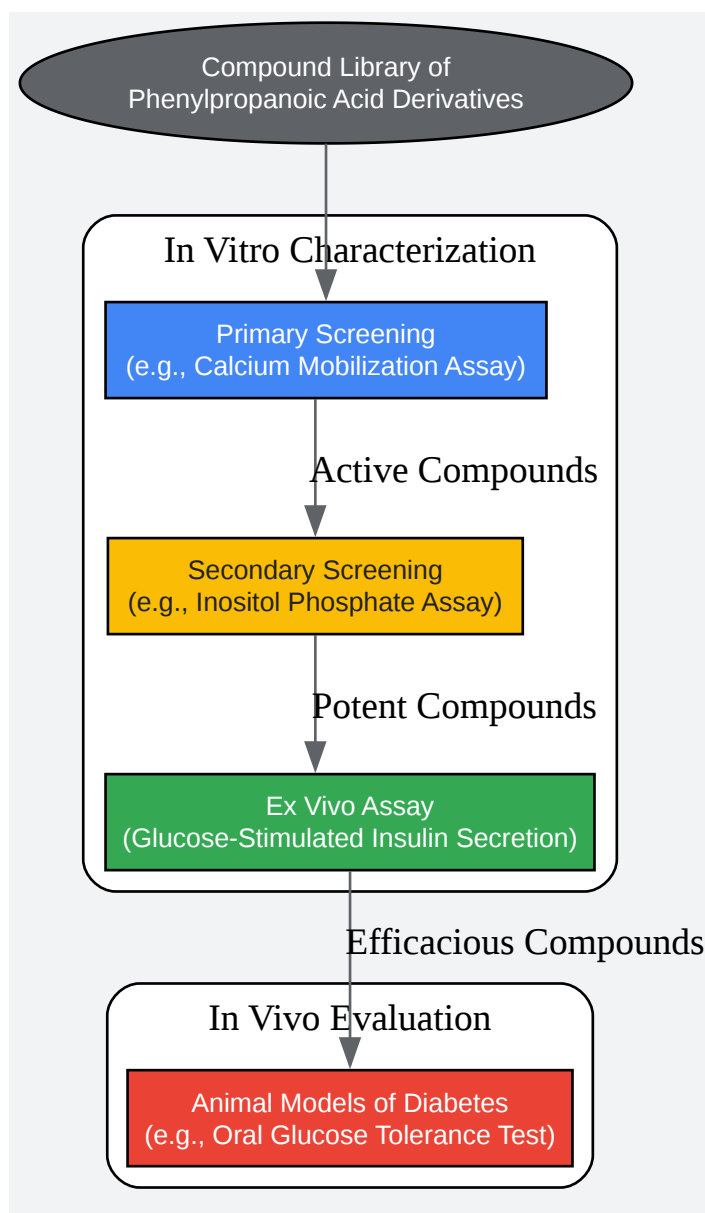 Compound Library of
Phenylpropanoic Acid Derivatives
In Vitro Characterization
Primary Screening
(e.g., Calcium Mobilization Assay)
Active Compounds
Secondary Screening
(e.g., Inositol Phosphate Assay)
Potent Compounds
Ex Vivo Assay
(Glucose-Stimulated Insulin Secretion)
Efficacious Compounds
In Vivo Evaluation
Animal Models of Diabetes
(e.g., Oral Glucose Tolerance Test)